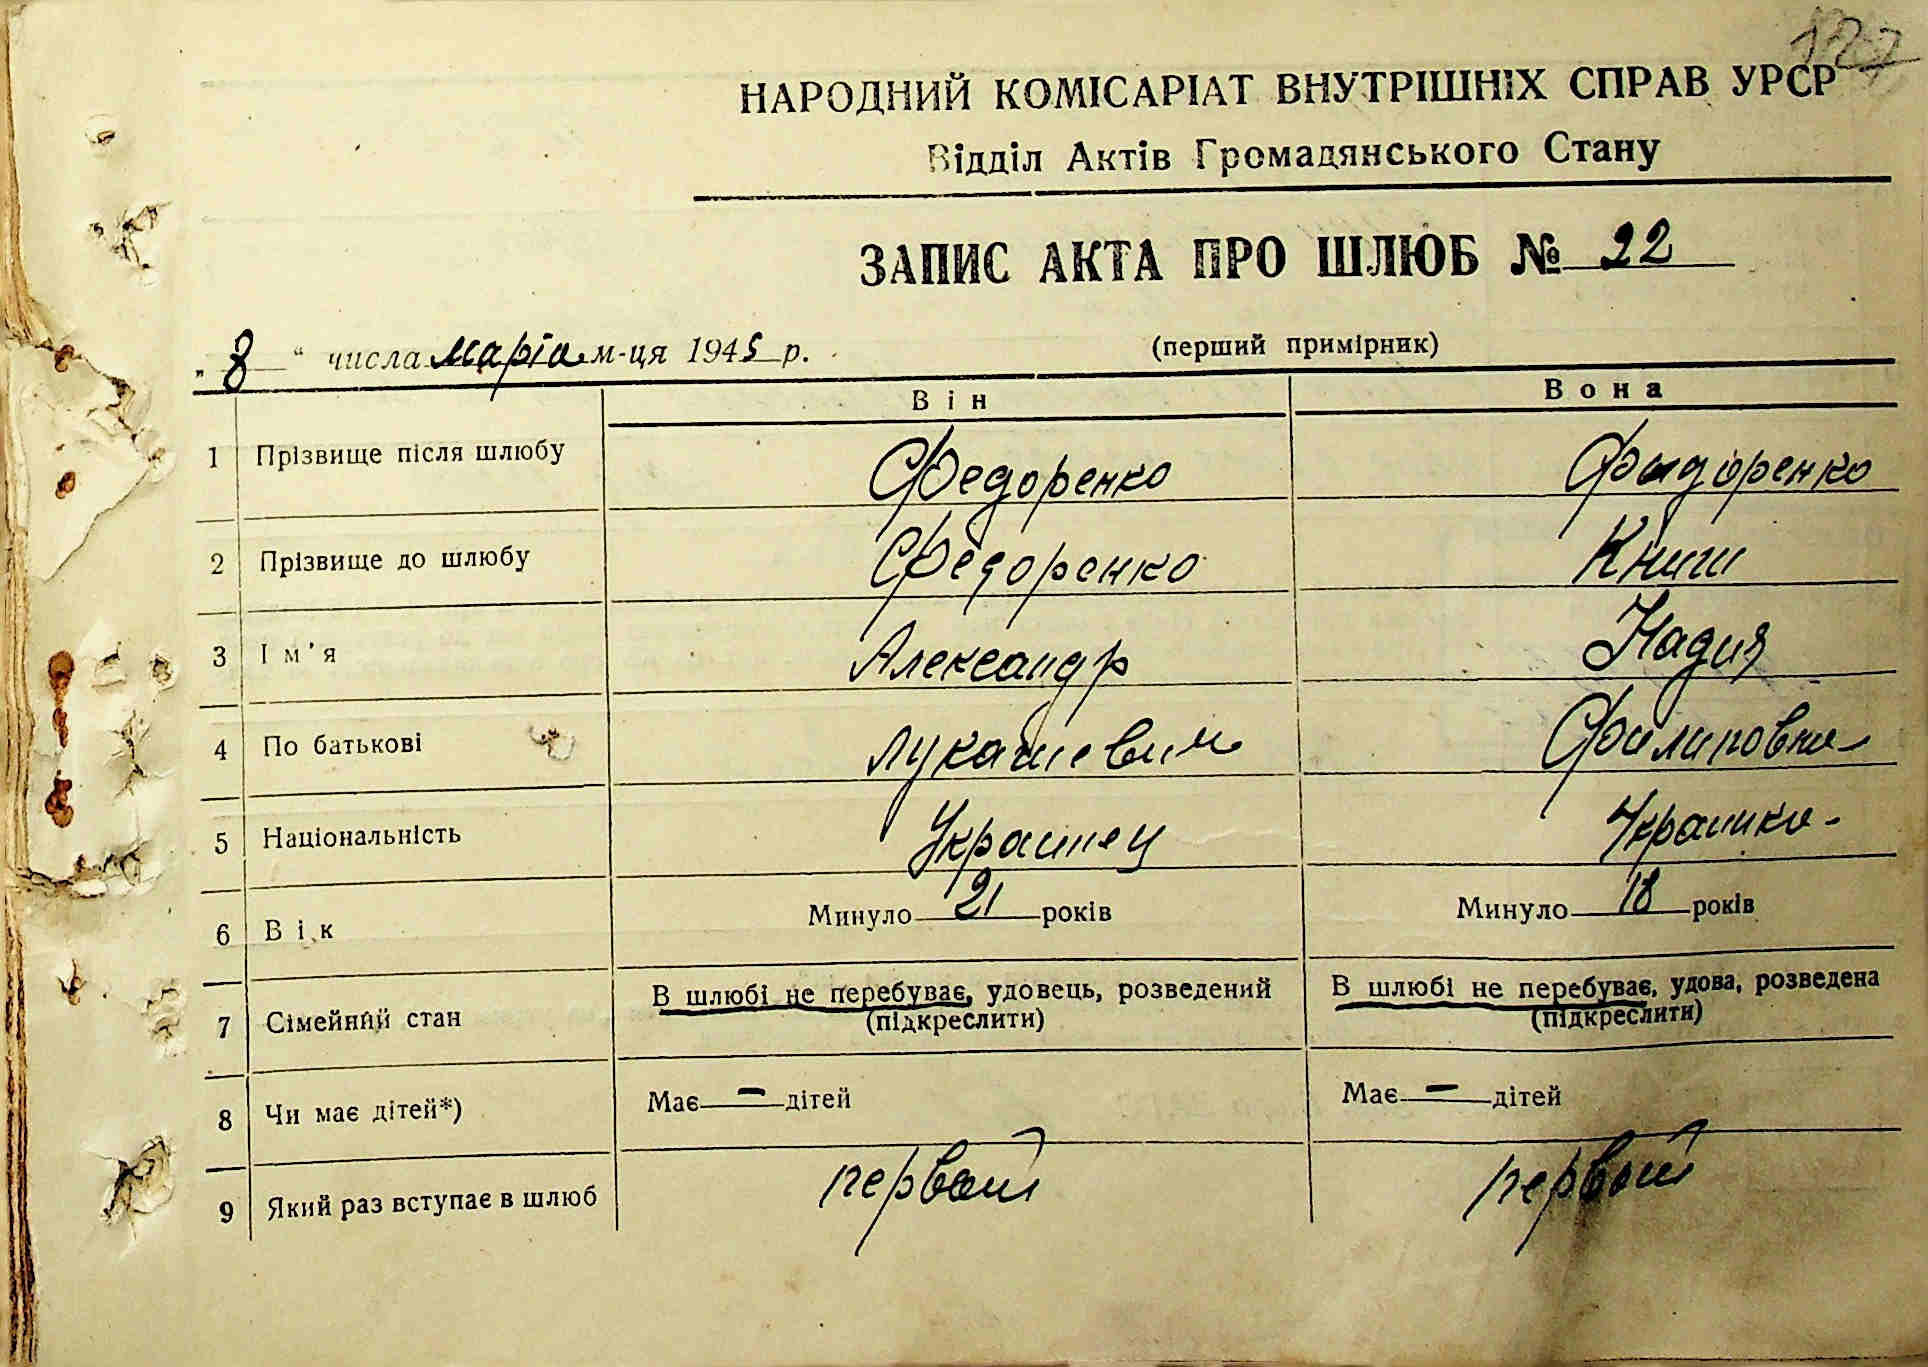 127
НАРОДНИЙ КОМІСАРІАТ ВНУТРІШНІХ СПРАВ УРСР
Відділ Актів Громадянського Стану
ЗАПИС АКТА ПРО ШЛЮБ № 22
„ 8 “ числа марта м-ця 1945 р. (перший примірник)
Він Вона
1 Прізвище після шлюбу Федоренко Федоренко
2 Прізвище до шлюбу Федоренко
3 Ім'я Александр Надия
4 По батькові Лукашевич Филиповна
5 Національність Украинец Украинка
6 Вік Минуло 21 років Минуло 18 років
7 Сімейний стан В шлюбі не перебуває, удовець, розведений (підкреслити) В шлюбі не перебуває, удова, розведена (підкреслити)
8 Чи має дітей*) Має — дітей Має — дітей
9 Який раз вступає в шлюб первый первый